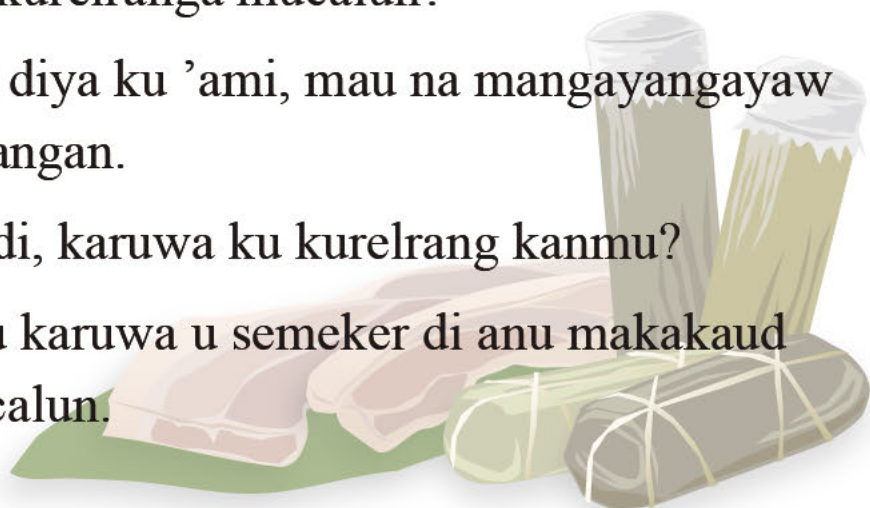 diya ku ’ami, mau na mangayangayaw
angan.
di, karuwa ku kurelrang kanmu?
karuwa u semeker di anu makakaud
calun.